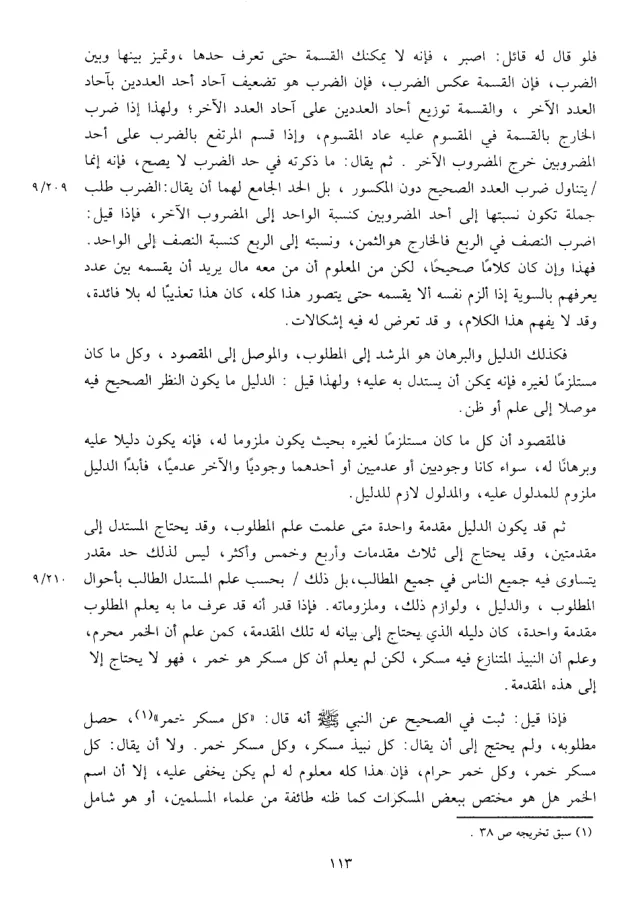 فلو قال له قائل: اصبر ، فإنه لا يمكنك القسمة حتى تعرف حدها ،وتميز بينها وبين
الضرب، فإن القسمة عكس الضرب، فإن الضرب هو تضعيف آحاد أحد العددين بآحاد
العدد الآخر ، والقسمة توزيع أحاد العددين على آحاد العدد الآخر؛ ولهذا إذا ضرب
الخارج بالقسمة في المقسوم عليه عاد المقسوم، وإذا قسم المرتفع بالضرب على أحد
المضروبين خرج المضروب الآخر . ثم يقال: ما ذكرته في حد الضرب لا يصح، فإنه إنما
٩/٢٠٩ / يتناول ضرب العدد الصحيح دون المكسور ، بل الحد الجامع لهما أن يقال:الضرب طلب
جملة تكون نسبتها إلى أحد المضروبين كنسبة الواحد إلى المضروب الآخر، فإذا قيل:
اضرب النصف في الربع فالخارج هوالثمن، ونسبته إلى الربع كنسبة النصف إلى الواحد.
فهذا وإن كان كلامًا صحيحًا، لكن من المعلوم أن من معه مال يريد أن يقسمه بين عدد
يعرفهم بالسوية إذا ألزم نفسه ألا يقسمه حتى يتصور هذا كله، كان هذا تعذيبًا له بلا فائدة،
وقد لا يفهم هذا الكلام، و قد تعرض له فيه إشكالات.
فكذلك الدليل والبرهان هو المرشد إلى المطلوب، والموصل إلى المقصود ، وكل ما كان
مستلزمًا لغيره فإنه يمكن أن يستدل به عليه؛ ولهذا قيل : الدليل ما يكون النظر الصحيح فيه
موصلا إلى علم أو ظن.
فالمقصود أن كل ما كان مستلزمًا لغيره بحيث يكون ملزوما له، فإنه يكون دليلا عليه
وبرهانًا له، سواء كانا وجوديين أو عدميين أو أحدهما وجوديًا والآخر عدميًا، فأبدًا الدليل
ملزوم للمدلول عليه، والمدلول لازم للدليل.
ثم قد يكون الدليل مقدمة واحدة متى علمت علم المطلوب، وقد يحتاج المستدل إلى
مقدمتين، وقد يحتاج إلى ثلاث مقدمات وأربع وخمس وأكثر، ليس لذلك حد مقدر
٩/٢١٠ يتساوى فيه جميع الناس في جميع المطالب،بل ذلك / بحسب علم المستدل الطالب بأحوال
المطلوب ، والدليل ، ولوازم ذلك، وملزوماته. فإذا قدر أنه قد عرف ما به يعلم المطلوب
مقدمة واحدة، كان دليله الذي يحتاج إلى بيانه له تلك المقدمة، كمن علم أن الخمر محرم،
وعلم أن النبيذ المتنازع فيه مسكر، لكن لم يعلم أن كل مسكر هو خمر ، فهو لا يحتاج إلا
إلى هذه المقدمة.
فإذا قيل: ثبت في الصحيح عن النبي ﷺ أنه قال: «كل مسكر خمر»(١)، حصل
مطلوبه، ولم يحتج إلى أن يقال: كل نبيذ مسكر، وكل مسكر خمر. ولا أن يقال: كل
مسكر خمر، وكل خمر حرام، فإن هذا كله معلوم له لم يكن يخفى عليه، إلا أن اسم
الخمر هل هو مختص ببعض المسكرات كما ظنه طائفة من علماء المسلمين، أو هو شامل
(١) سبق تخريجه ص ٣٨ .
١١٣